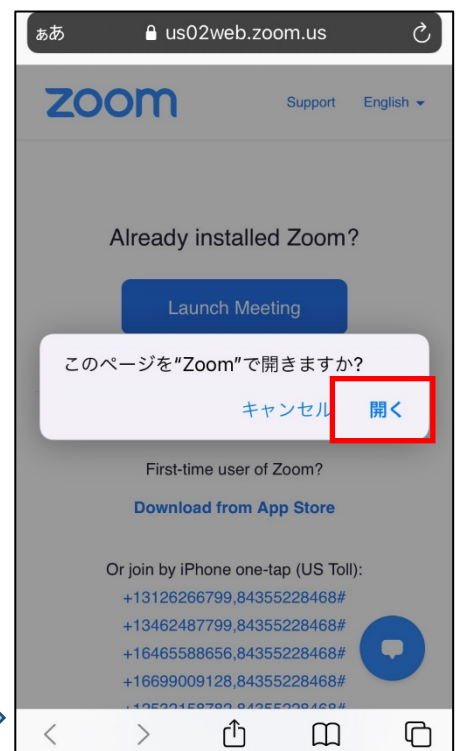 ああ us02web.zoom.us
zoom Support English
Already installed Zoom?
Launch Meeting
このページを“Zoom”で開きますか?
キャンセル 開く
First-time user of Zoom?
Download from App Store
Or join by iPhone one-tap (US Toll):
+13126266799,84355228468#
+13462487799,84355228468#
+16465588656,84355228468#
+16699009128,84355228468#
+12532158782,84355228468#